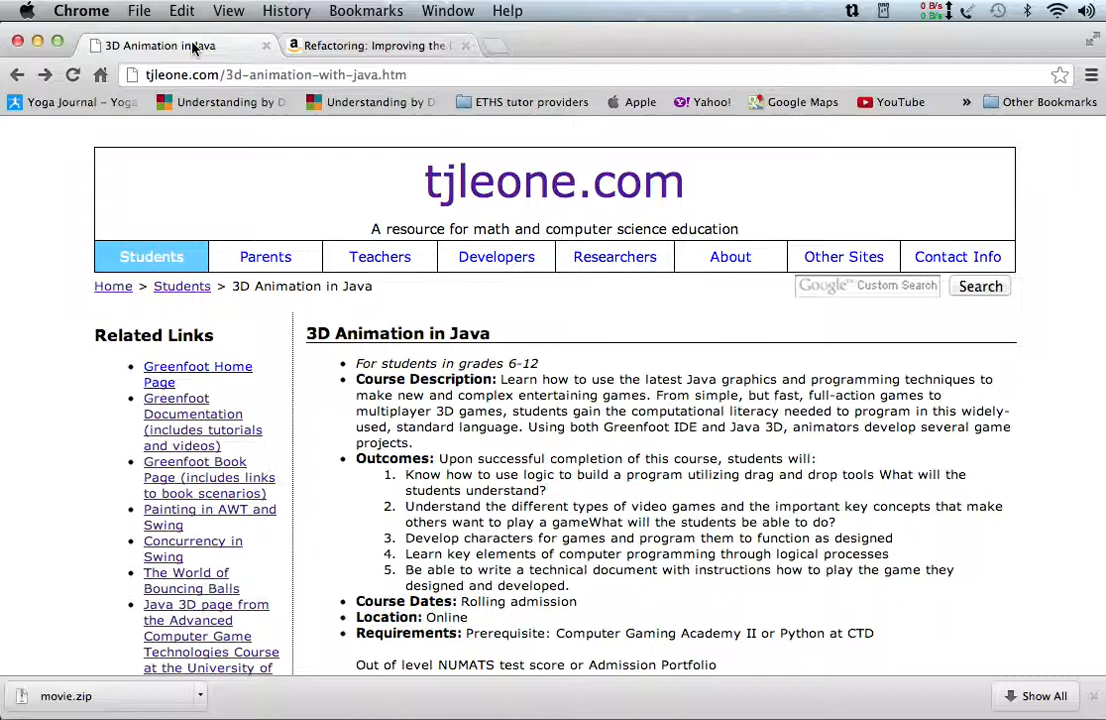 Chrome File Edit View History Bookmarks Window Help 0 B/s 0 B/s
3D Animation in Java Refactoring: Improving the
tjleone.com/3d-animation-with-java.htm
Yoga Journal – Yoga Understanding by D Understanding by D ETHS tutor providers Apple Yahoo! Google Maps YouTube » Other Bookmarks
tjleone.com
A resource for math and computer science education
Students Parents Teachers Developers Researchers About Other Sites Contact Info
Home > Students > 3D Animation in Java Google™ Custom Search Search
Related Links
• Greenfoot Home
Page
• Greenfoot
Documentation
(includes tutorials
and videos)
• Greenfoot Book
Page (includes links
to book scenarios)
• Painting in AWT and
Swing
• Concurrency in
Swing
• The World of
Bouncing Balls
• Java 3D page from
the Advanced
Computer Game
Technologies Course
at the University of
3D Animation in Java
• For students in grades 6-12
• Course Description: Learn how to use the latest Java graphics and programming techniques to
make new and complex entertaining games. From simple, but fast, full-action games to
multiplayer 3D games, students gain the computational literacy needed to program in this widely-
used, standard language. Using both Greenfoot IDE and Java 3D, animators develop several game
projects.
• Outcomes: Upon successful completion of this course, students will:
1. Know how to use logic to build a program utilizing drag and drop tools What will the
students understand?
2. Understand the different types of video games and the important key concepts that make
others want to play a gameWhat will the students be able to do?
3. Develop characters for games and program them to function as designed
4. Learn key elements of computer programming through logical processes
5. Be able to write a technical document with instructions how to play the game they
designed and developed.
• Course Dates: Rolling admission
• Location: Online
• Requirements: Prerequisite: Computer Gaming Academy II or Python at CTD
Out of level NUMATS test score or Admission Portfolio
movie.zip Show All